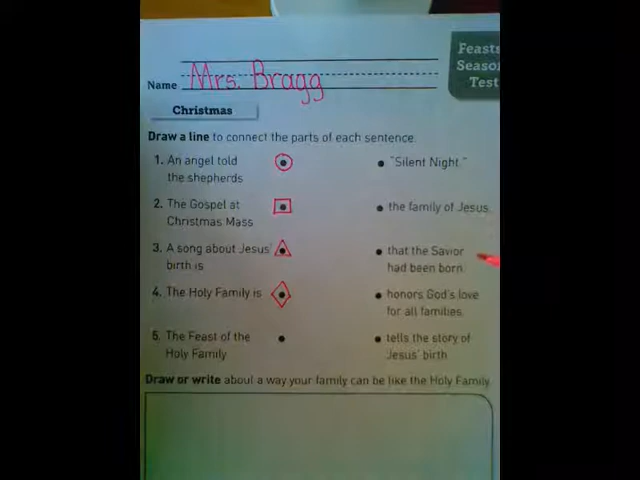 Feasts
Season
Test
Name Mrs. Bragg
Christmas
Draw a line to connect the parts of each sentence.
1. An angel told
the shepherds
"Silent Night."
2. The Gospel at
Christmas Mass
the family of Jesus.
3. A song about Jesus'
birth is
that the Savior
had been born.
4. The Holy Family is
honors God's love
for all families.
5. The Feast of the
Holy Family
tells the story of
Jesus' birth
Draw or write about a way your family can be like the Holy Family.